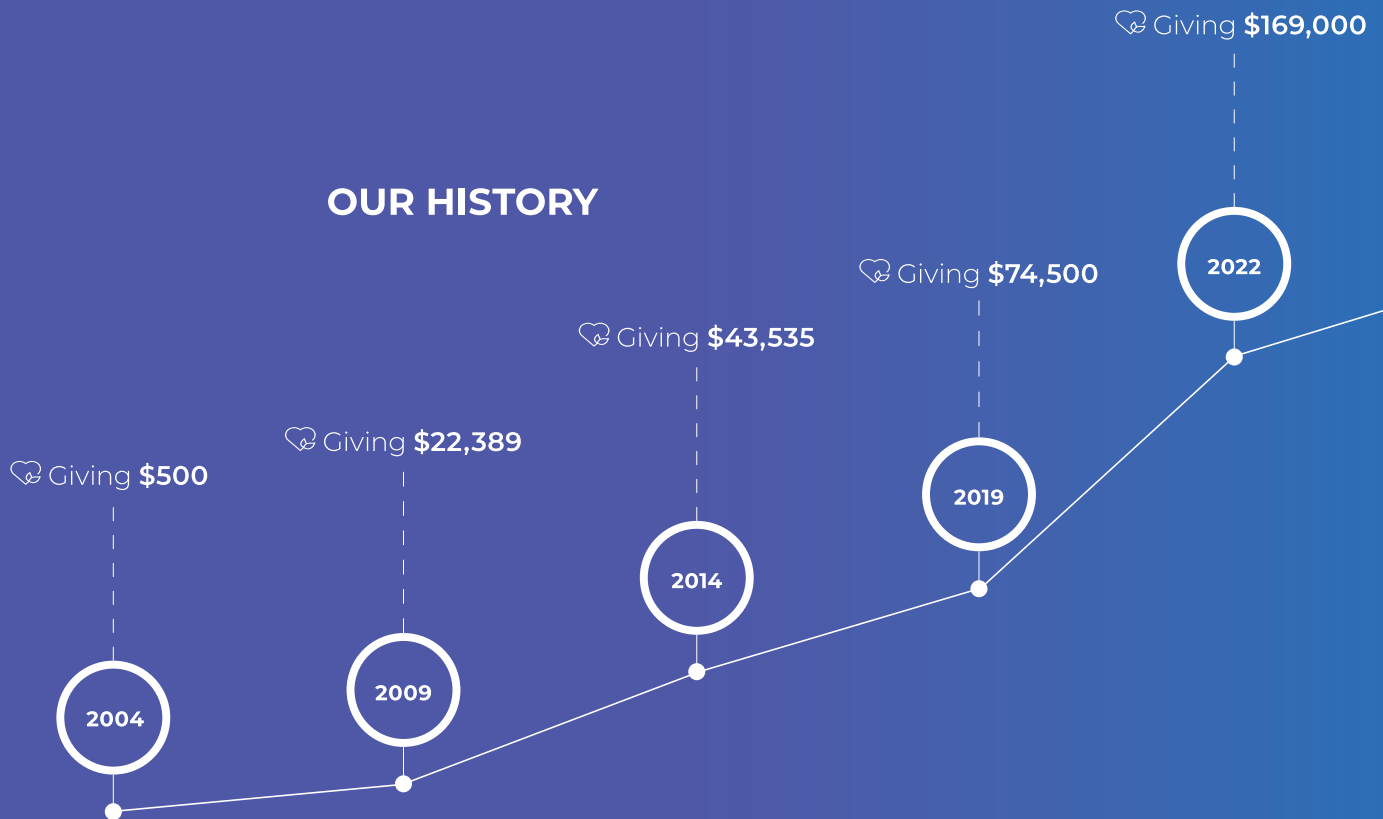 Giving $169,000
OUR HISTORY
2022
Giving $74,500
Giving $43,535
Giving $22,389
Giving $500
2019
2014
2009
2004